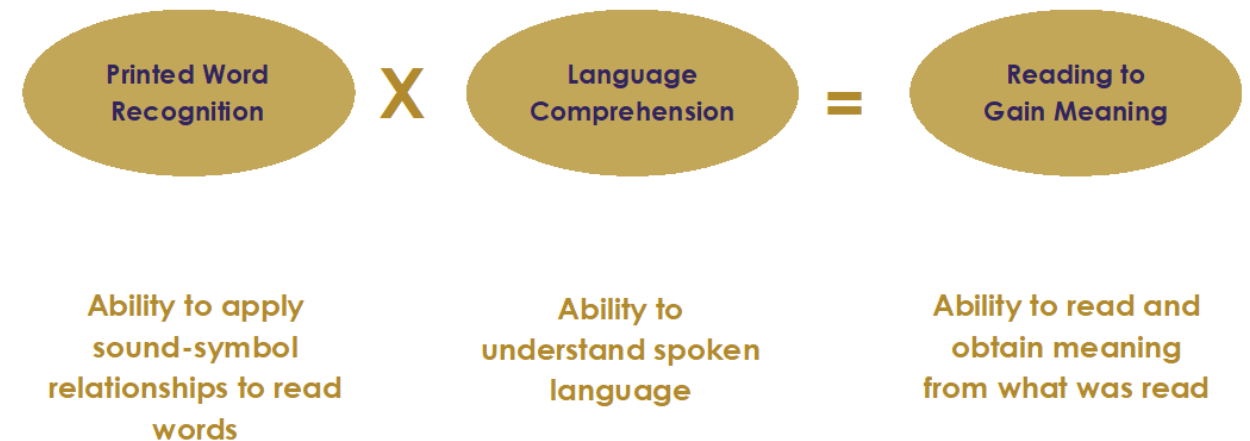 Printed Word
Recognition
X
Language
Comprehension
=
Reading to
Gain Meaning
Ability to apply
sound-symbol
relationships to read
words
Ability to
understand spoken
language
Ability to read and
obtain meaning
from what was read